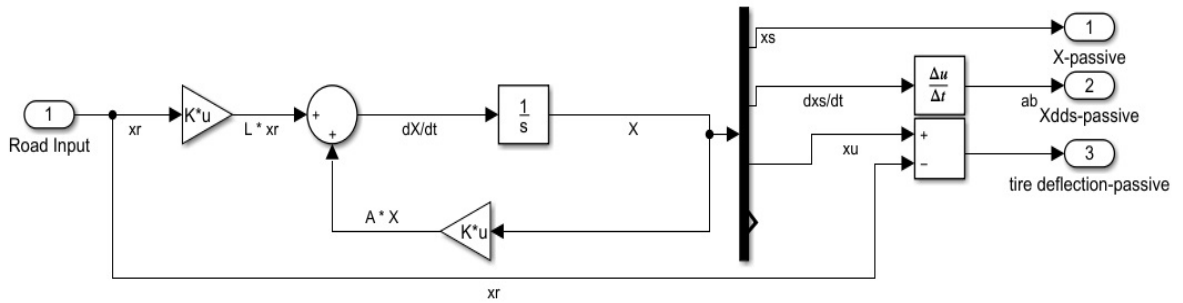 1
Road Input
xr
K*u
L * xr
+
+
dX/dt
1
s
X
K*u
A * X
xs
dxs/dt
xu
Δu
Δt
+
−
ab
1
X-passive
2
Xdds-passive
3
tire deflection-passive
xr